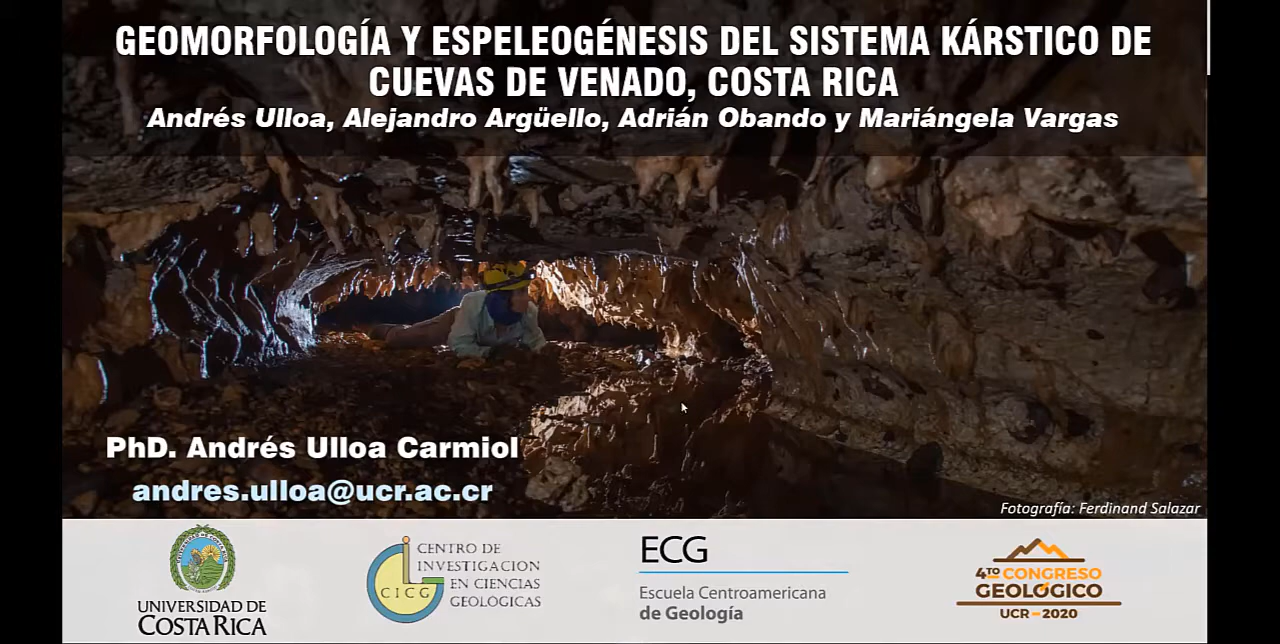 GEOMORFOLOGÍA Y ESPELEOGÉNESIS DEL SISTEMA KÁRSTICO DE
CUEVAS DE VENADO, COSTA RICA
Andrés Ulloa, Alejandro Argüello, Adrián Obando y Mariángela Vargas
PhD. Andrés Ulloa Carmiol
andres.ulloa@ucr.ac.cr
Fotografía: Ferdinand Salazar
UNIVERSIDAD DE
COSTA RICA
CICG
CENTRO DE
INVESTIGACION
EN CIENCIAS
GEOLÓGICAS
ECG
Escuela Centroamericana
de Geología
4TO CONGRESO
GEOLÓGICO
UCR–2020